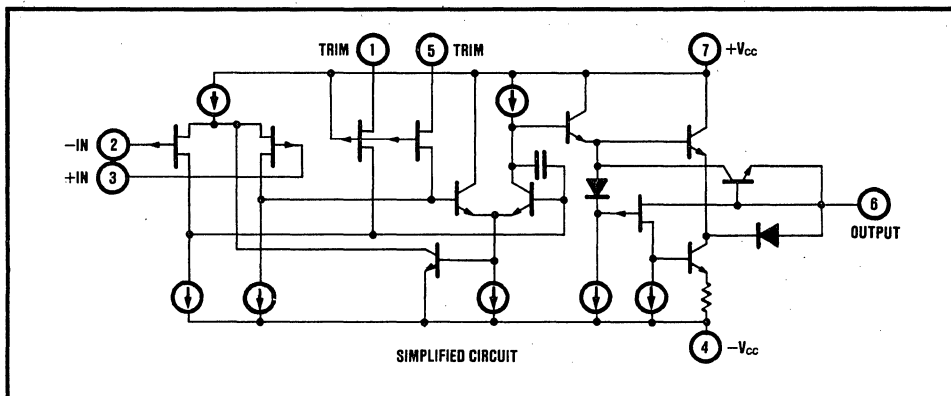 TRIM 1 5 TRIM 7 +Vcc
-IN 2
+IN 3
6
OUTPUT
SIMPLIFIED CIRCUIT
4 -Vcc